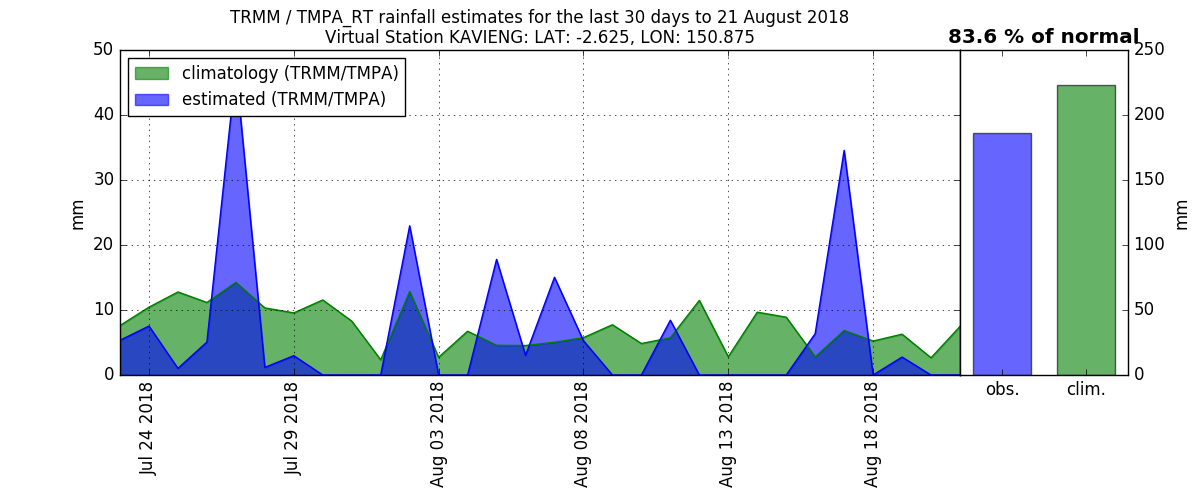 TRMM / TMPA_RT rainfall estimates for the last 30 days to 21 August 2018
Virtual Station KAVIENG: LAT: -2.625, LON: 150.875
83.6 % of normal
climatology (TRMM/TMPA)
estimated (TRMM/TMPA)
50
40
30
20
10
0
mm
Jul 24 2018
Jul 29 2018
Aug 03 2018
Aug 08 2018
Aug 13 2018
Aug 18 2018
obs.
clim.
250
200
150
100
50
0
mm